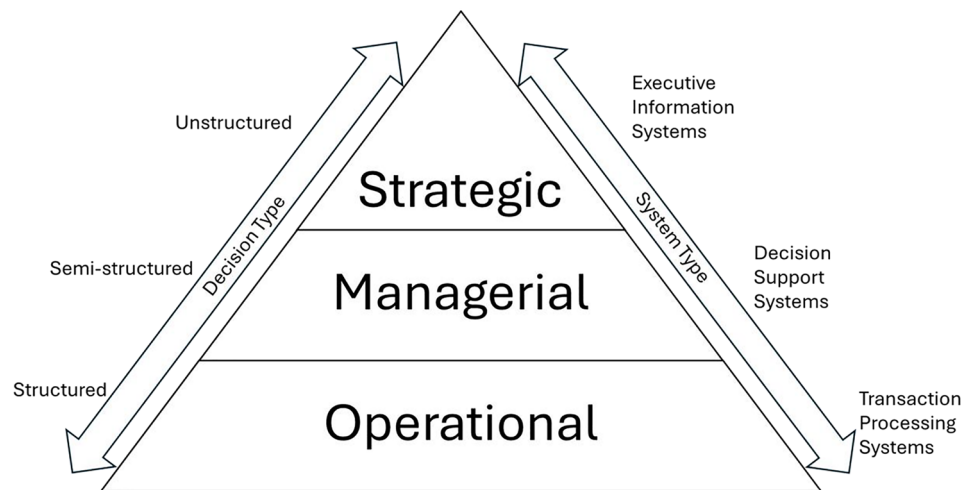 Executive
Information
Systems
Unstructured
Strategic
Decision Type
System Type
Semi-structured
Managerial
Decision
Support
Systems
Structured
Operational
Transaction
Processing
Systems